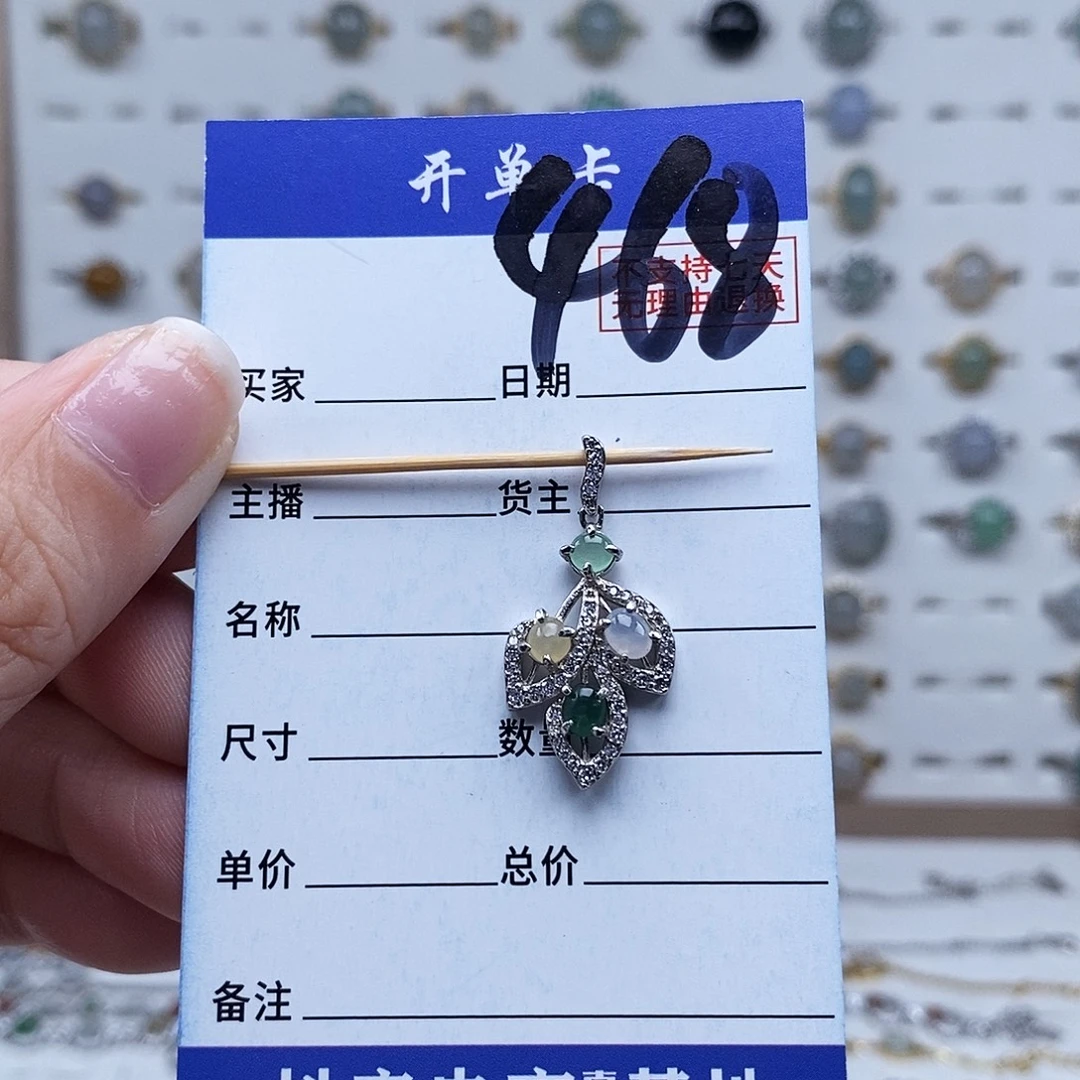 开单卡
468
不支持七天
无理由退换
买家 日期
主播 货主
名称
尺寸 数量
单价 总价
备注